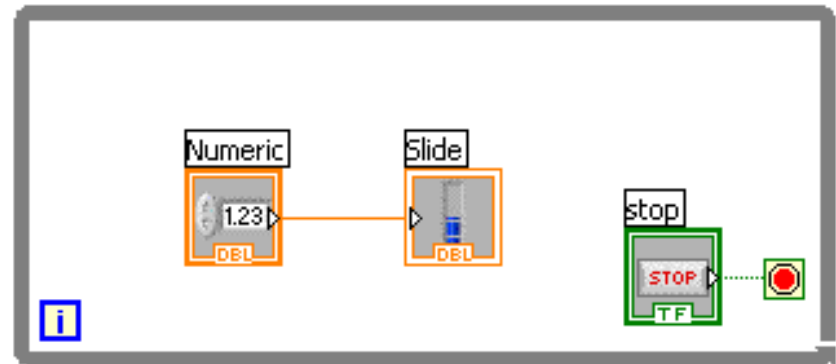 Numeric
Slide
1.23
DBL
DBL
stop
STOP
TF
i